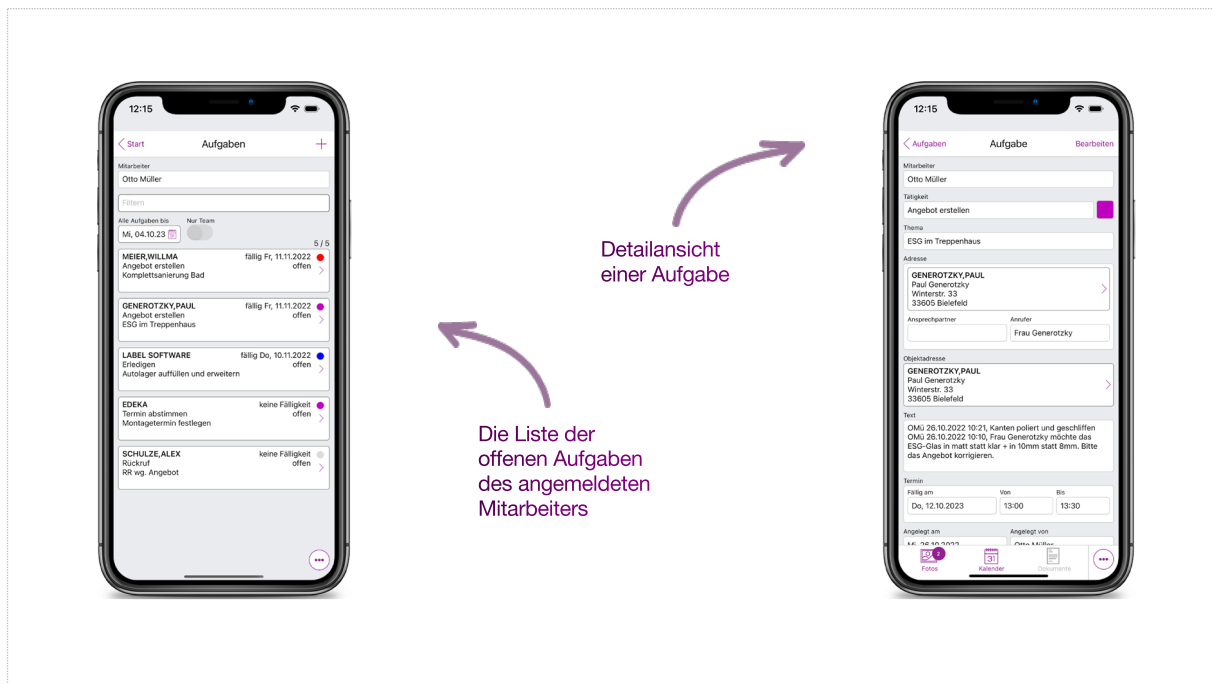 12:15
Start
Aufgaben
Mitarbeiter
Otto Müller
Filtern
Alle Aufgaben bis
Nur Team
Mi, 04.10.23
5 / 5
MEIER,WILLMA fällig Fr, 11.11.2022
Angebot erstellen offen
Komplettsanierung Bad
GENEROTZKY,PAUL fällig Fr, 11.11.2022
Angebot erstellen offen
ESG im Treppenhaus
LABEL SOFTWARE fällig Do, 10.11.2022
Erledigen offen
Autolager auffüllen und erweitern
EDEKA keine Fälligkeit
Termin abstimmen offen
Montagetermin festlegen
SCHULZE,ALEX keine Fälligkeit
Rückruf offen
RR wg. Angebot
Detailansicht
einer Aufgabe
Die Liste der
offenen Aufgaben
des angemeldeten
Mitarbeiters
12:15
Aufgaben
Aufgabe
Bearbeiten
Mitarbeiter
Otto Müller
Tätigkeit
Angebot erstellen
Thema
ESG im Treppenhaus
Adresse
GENEROTZKY,PAUL
Paul Generotzky
Winterstr. 33
33605 Bielefeld
Ansprechpartner Anrufer
Frau Generotzky
Objektadresse
GENEROTZKY,PAUL
Paul Generotzky
Winterstr. 33
33605 Bielefeld
Text
OMü 26.10.2022 10:21, Kanten poliert und geschliffen
OMü 26.10.2022 10:10, Frau Generotzky möchte das
ESG-Glas in matt statt klar + in 10mm statt 8mm. Bitte
das Angebot korrigieren.
Termin
Fällig am Von Bis
Do, 12.10.2023 13:00 13:30
Angelegt am Angelegt von
Mi, 26.10.2022 Otto Müller
2
31
Fotos Kalender Dokumente